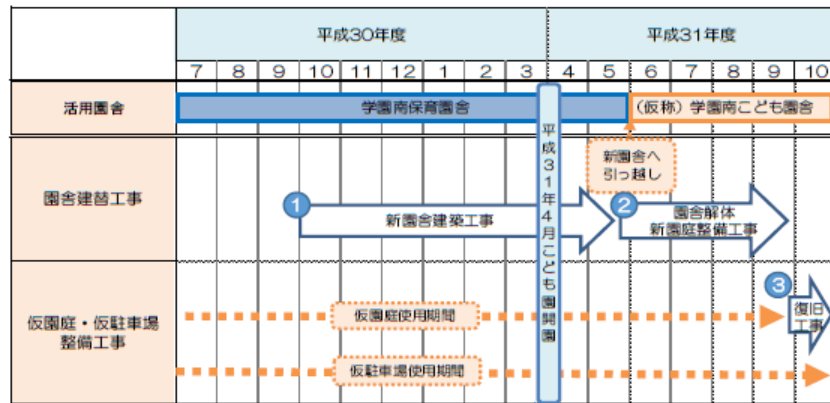 平成30年度
平成31年度
7 8 9 10 11 12 1 2 3 4 5 6 7 8 9 10
活用園舎
学園南保育園舎
(仮称)学園南こども園舎
平成31年4月こども園開園
新園舎へ
引っ越し
園舎建替工事
1
新園舎建築工事
2
園舎解体
新園庭整備工事
仮園庭・仮駐車場
整備工事
仮園庭使用期間
3
復旧
工事
仮駐車場使用期間